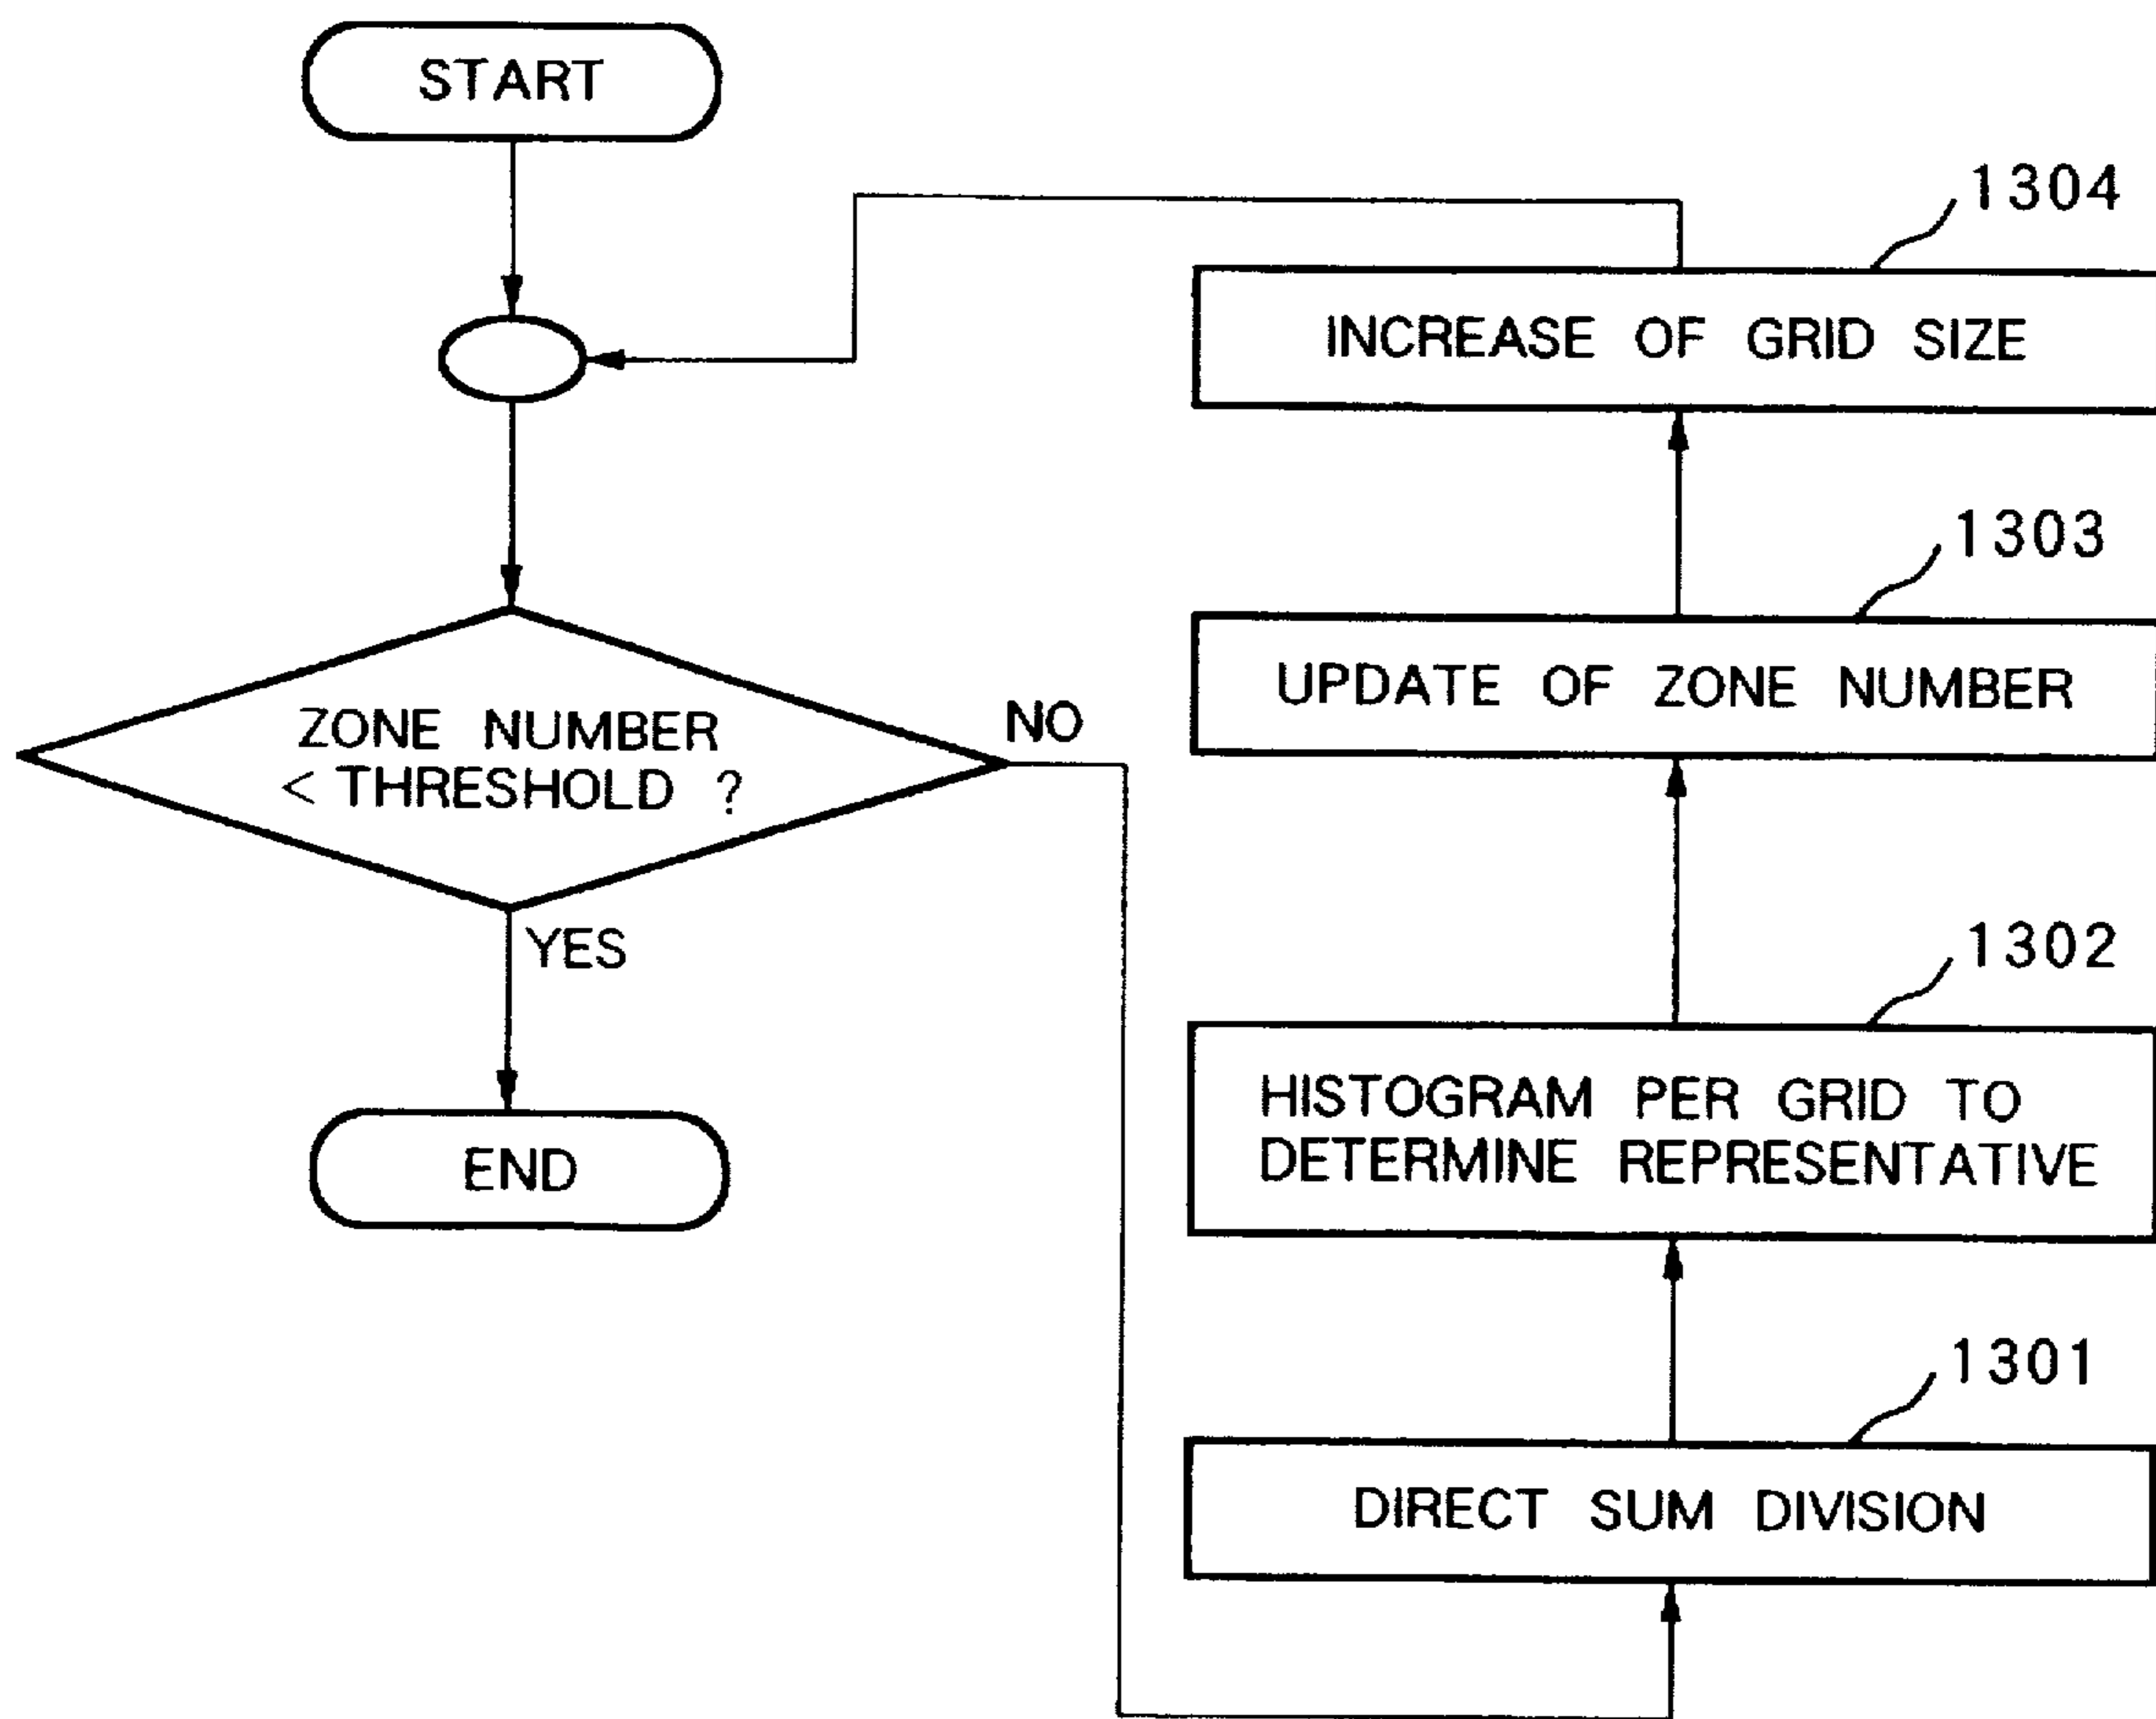 START
1304
INCREASE OF GRID SIZE
1303
UPDATE OF ZONE NUMBER
ZONE NUMBER
< THRESHOLD ?
NO
YES
1302
HISTOGRAM PER GRID TO
DETERMINE REPRESENTATIVE
END
1301
DIRECT SUM DIVISION